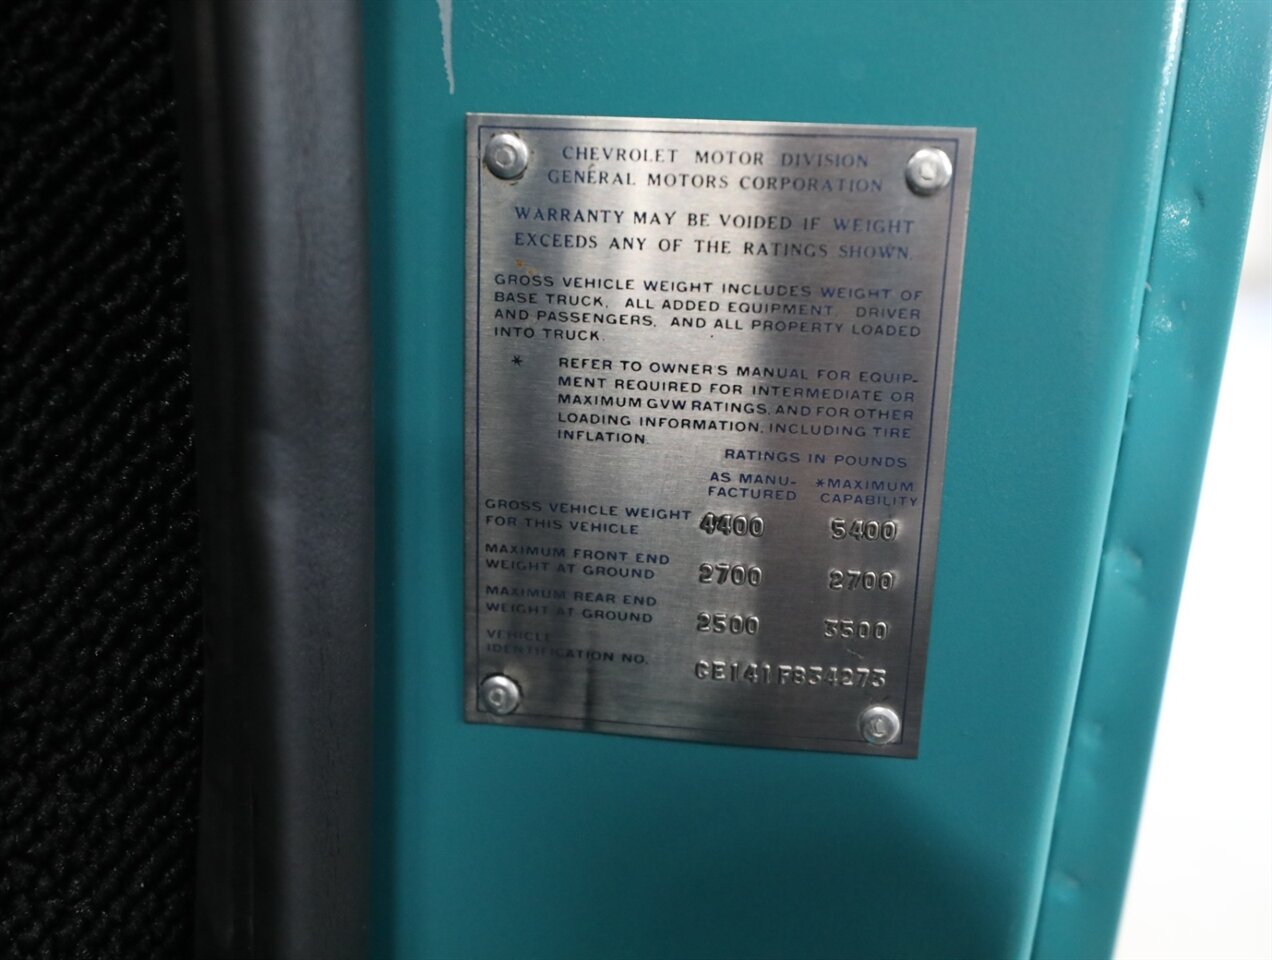 CHEVROLET MOTOR DIVISION
GENERAL MOTORS CORPORATION
WARRANTY MAY BE VOIDED IF WEIGHT
EXCEEDS ANY OF THE RATINGS SHOWN.
GROSS VEHICLE WEIGHT INCLUDES WEIGHT OF
BASE TRUCK, ALL ADDED EQUIPMENT, DRIVER
AND PASSENGERS, AND ALL PROPERTY LOADED
INTO TRUCK.
* REFER TO OWNER'S MANUAL FOR EQUIP-
MENT REQUIRED FOR INTERMEDIATE OR
MAXIMUM GVW RATINGS, AND FOR OTHER
LOADING INFORMATION, INCLUDING TIRE
INFLATION.
RATINGS IN POUNDS
AS MANU- *MAXIMUM
FACTURED CAPABILITY
GROSS VEHICLE WEIGHT
FOR THIS VEHICLE 4400 5400
MAXIMUM FRONT END
WEIGHT AT GROUND 2700 2700
MAXIMUM REAR END
WEIGHT AT GROUND 2500 3500
VEHICLE
IDENTIFICATION NO. CE141F834273